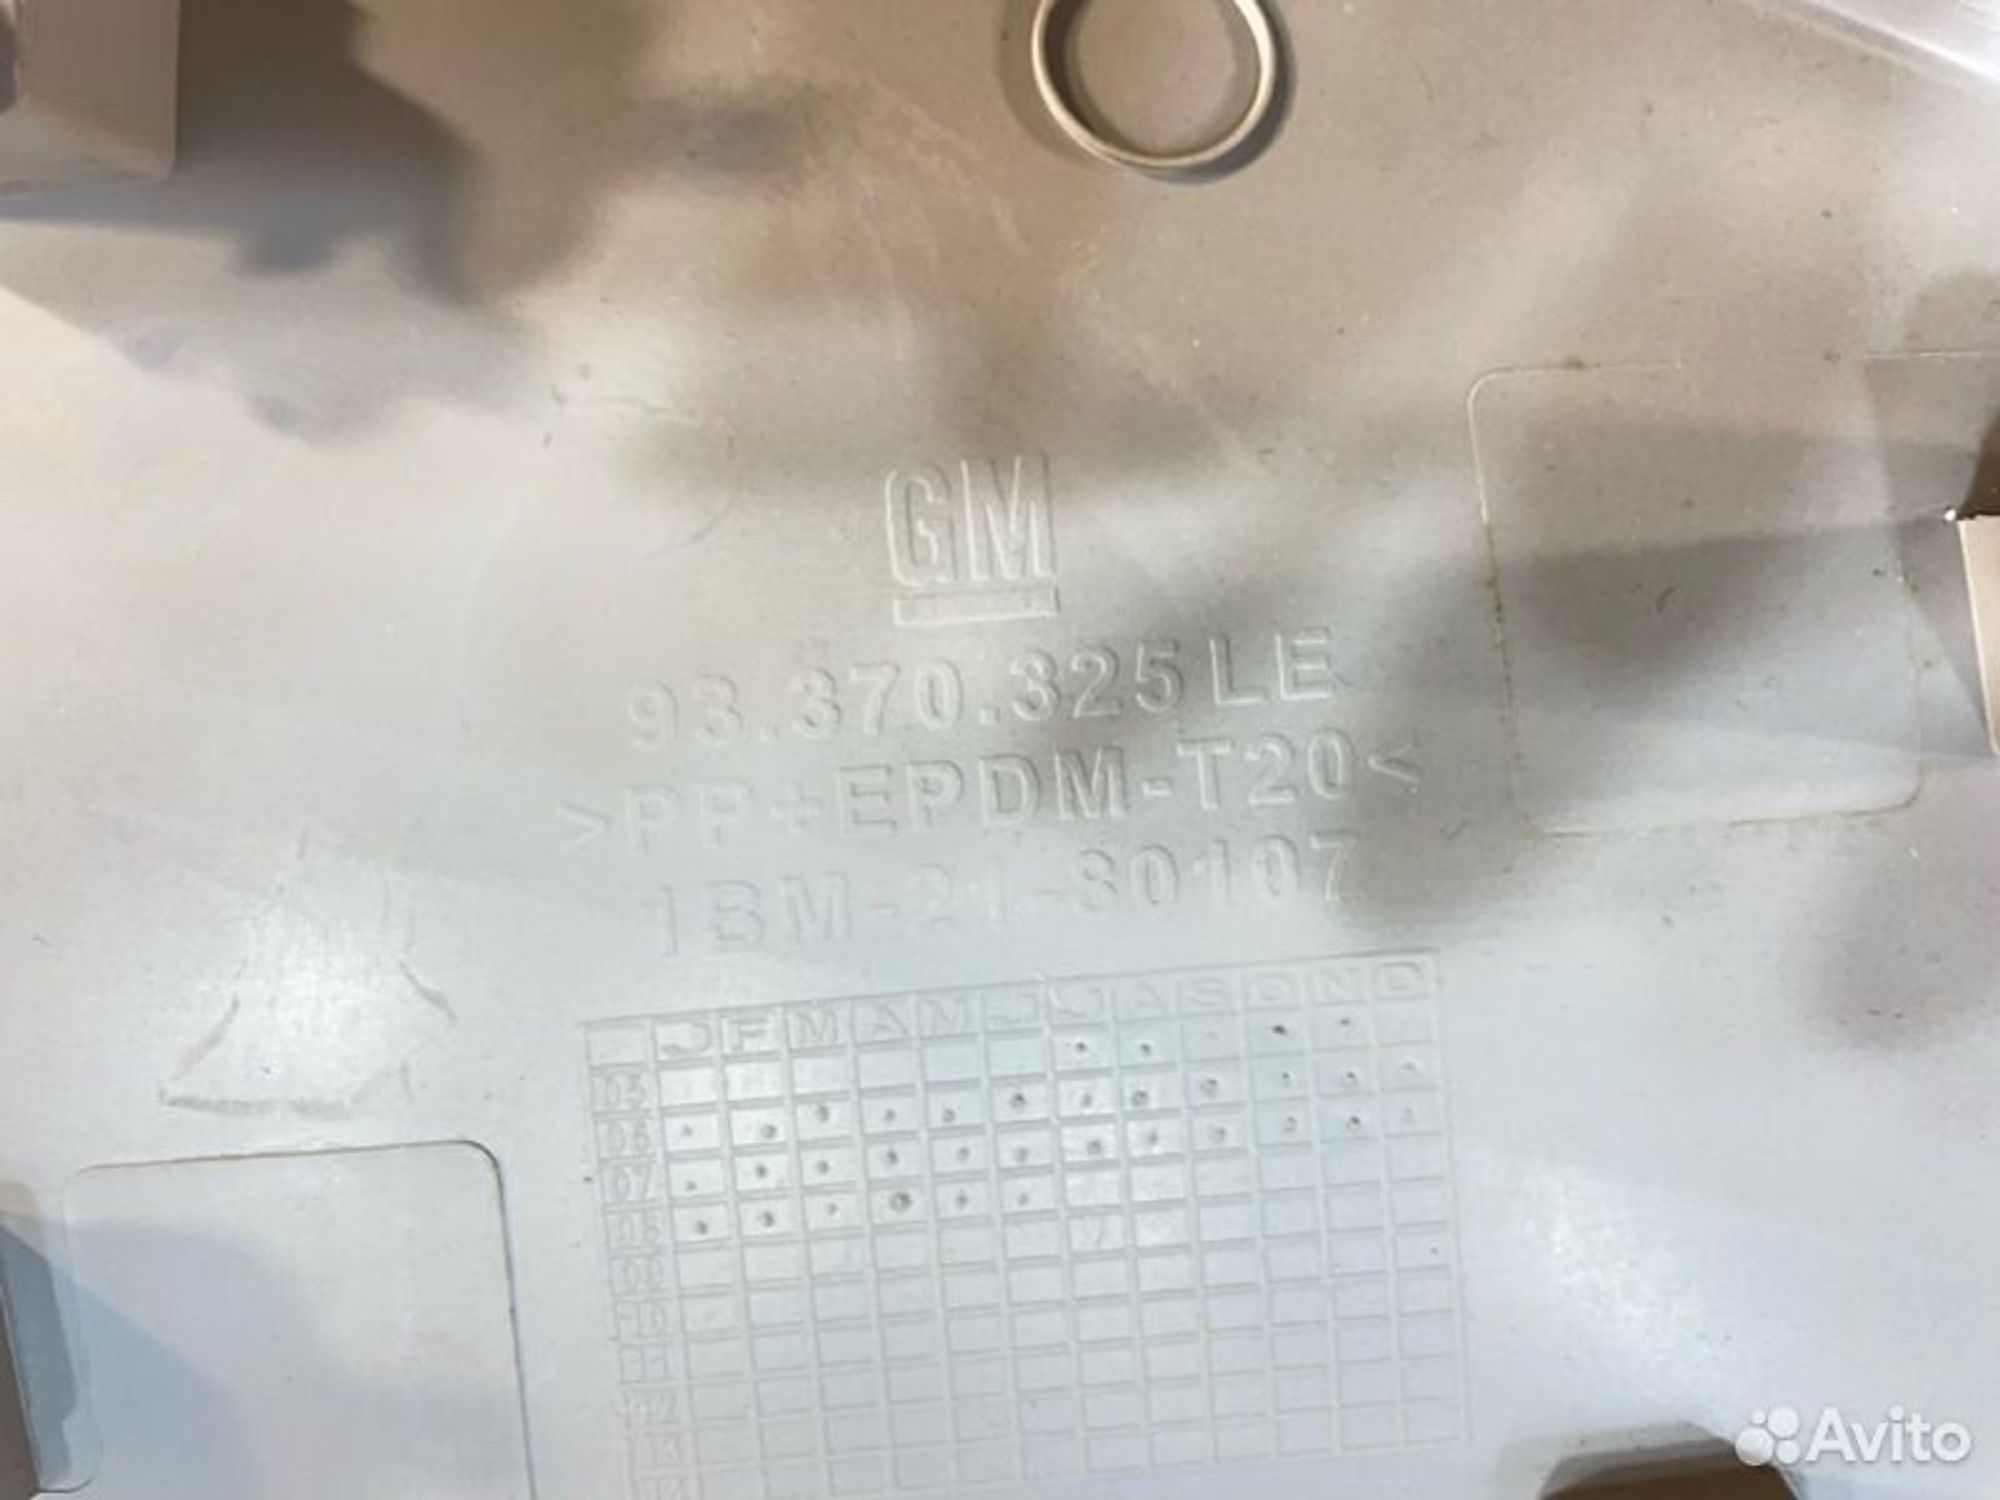 GM
93.370.325 LE
>PP+EPDM-T20<
IBM-21-S0107
J F M A M J J A S O N D
05
06
07
08
09
10
11
12
13
Avito